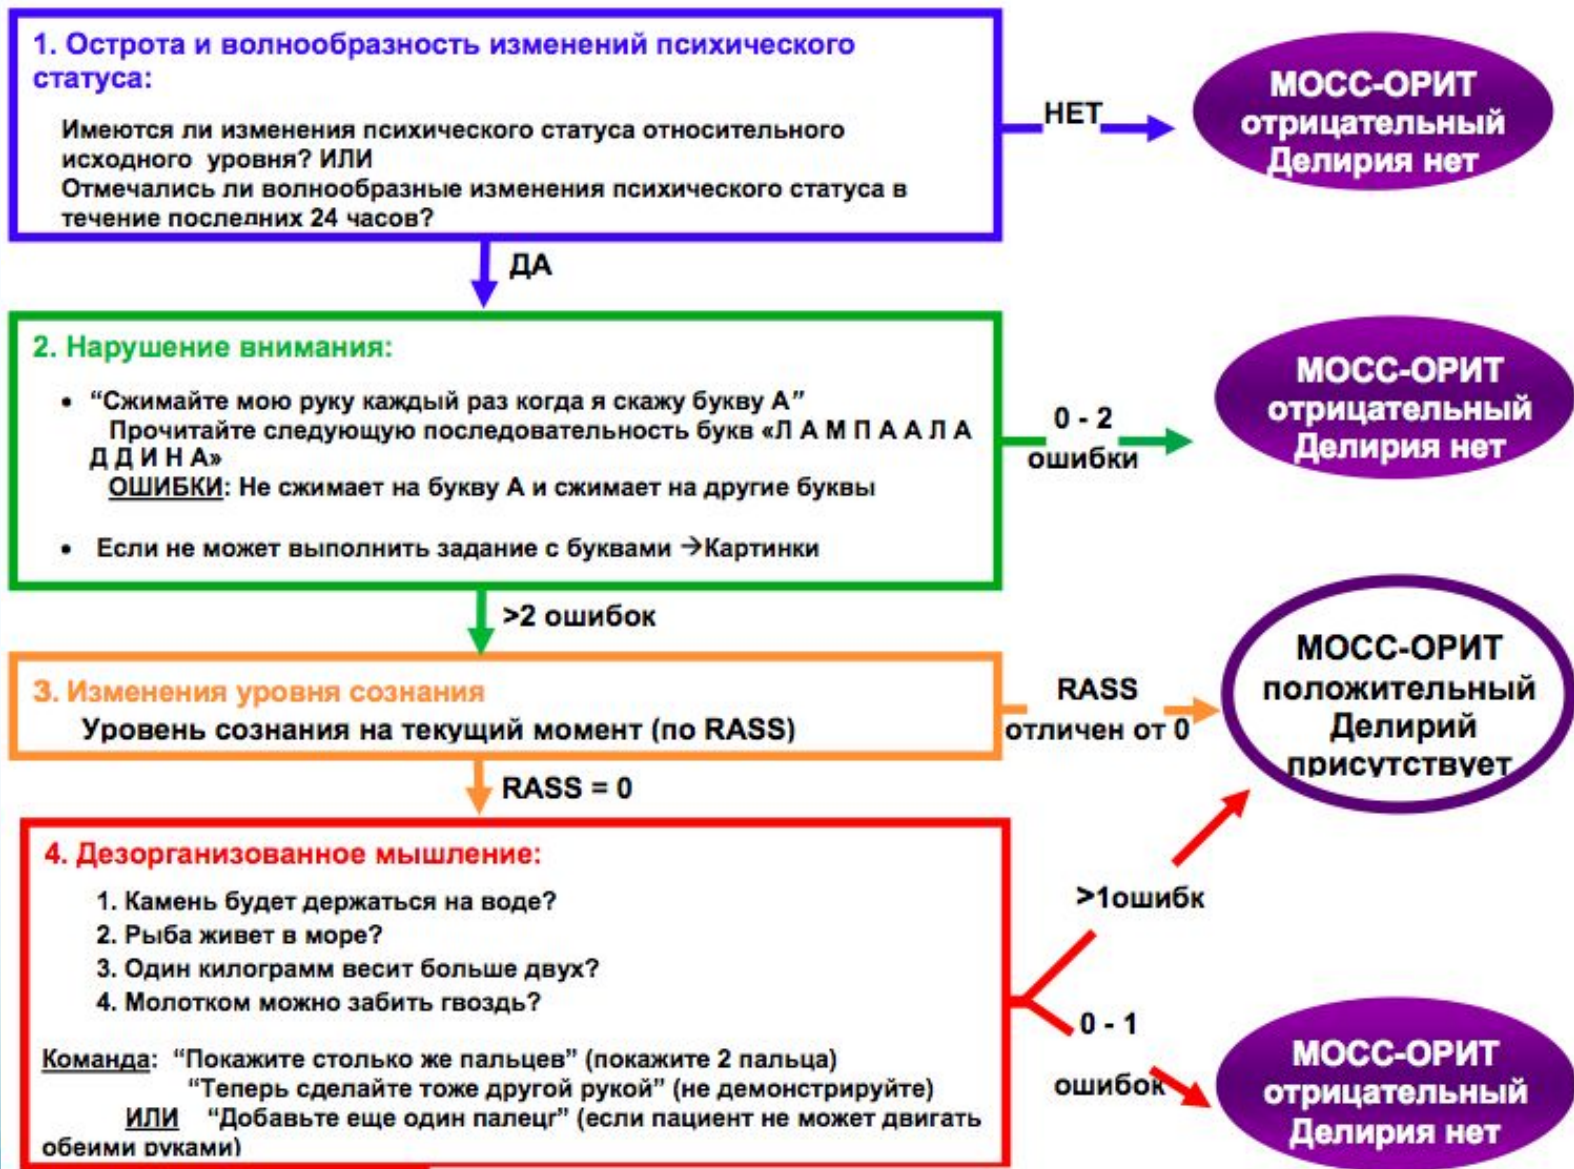 1. Острота и волнообразность изменений психического
статуса:
Имеются ли изменения психического статуса относительного
исходного уровня? ИЛИ
Отмечались ли волнообразные изменения психического статуса в
течение последних 24 часов?
НЕТ
МОСС-ОРИТ
отрицательный
Делирия нет
ДА
2. Нарушение внимания:
• “Сжимайте мою руку каждый раз когда я скажу букву А”
Прочитайте следующую последовательность букв «Л А М П А А Л А
Д Д И Н А»
ОШИБКИ: Не сжимает на букву А и сжимает на другие буквы
• Если не может выполнить задание с буквами →Картинки
0 - 2
ошибки
МОСС-ОРИТ
отрицательный
Делирия нет
>2 ошибок
3. Изменения уровня сознания
Уровень сознания на текущий момент (по RASS)
RASS
отличен от 0
МОСС-ОРИТ
положительный
Делирий
присутствует
RASS = 0
4. Дезорганизованное мышление:
1. Камень будет держаться на воде?
2. Рыба живет в море?
3. Один килограмм весит больше двух?
4. Молотком можно забить гвоздь?
Команда: “Покажите столько же пальцев” (покажите 2 пальца)
“Теперь сделайте тоже другой рукой” (не демонстрируйте)
ИЛИ “Добавьте еще один палецг” (если пациент не может двигать
обеими руками)
>1ошибк
0 - 1
ошибок
МОСС-ОРИТ
отрицательный
Делирия нет